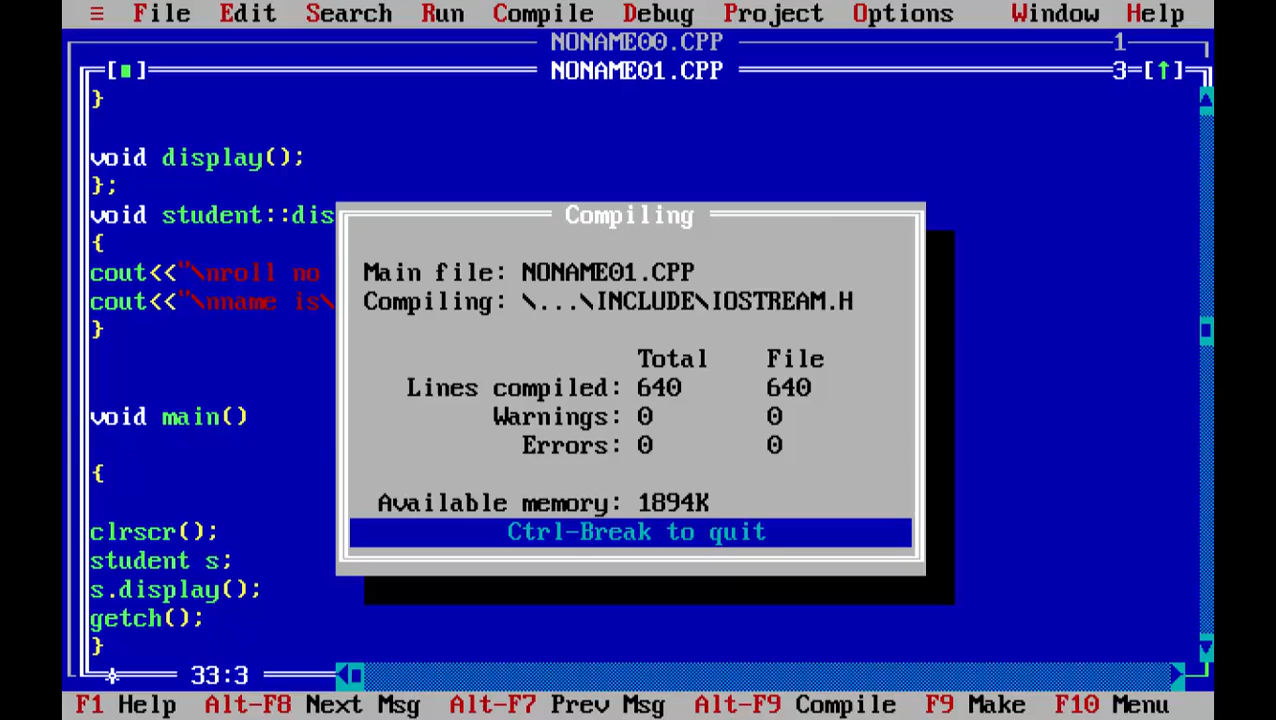 ≡ File Edit Search Run Compile Debug Project Options Window Help
NONAME00.CPP 1
[■] NONAME01.CPP 3=[↑]
}
void display();
};
void student::dis
{
cout<<"\nroll no
cout<<"\nname is\
}
void main()
{
clrscr();
student s;
s.display();
getch();
}
33:3
Compiling
Main file: NONAME01.CPP
Compiling: \...\INCLUDE\IOSTREAM.H
Total File
Lines compiled: 640 640
Warnings: 0 0
Errors: 0 0
Available memory: 1894K
Ctrl-Break to quit
F1 Help Alt-F8 Next Msg Alt-F7 Prev Msg Alt-F9 Compile F9 Make F10 Menu